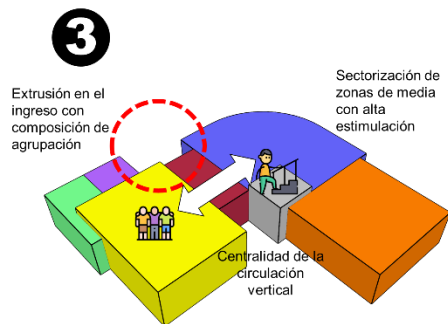 3
Extrusión en el
ingreso con
composición de
agrupación
Sectorización de
zonas de media
con alta
estimulación
Centralidad de la
circulación
vertical